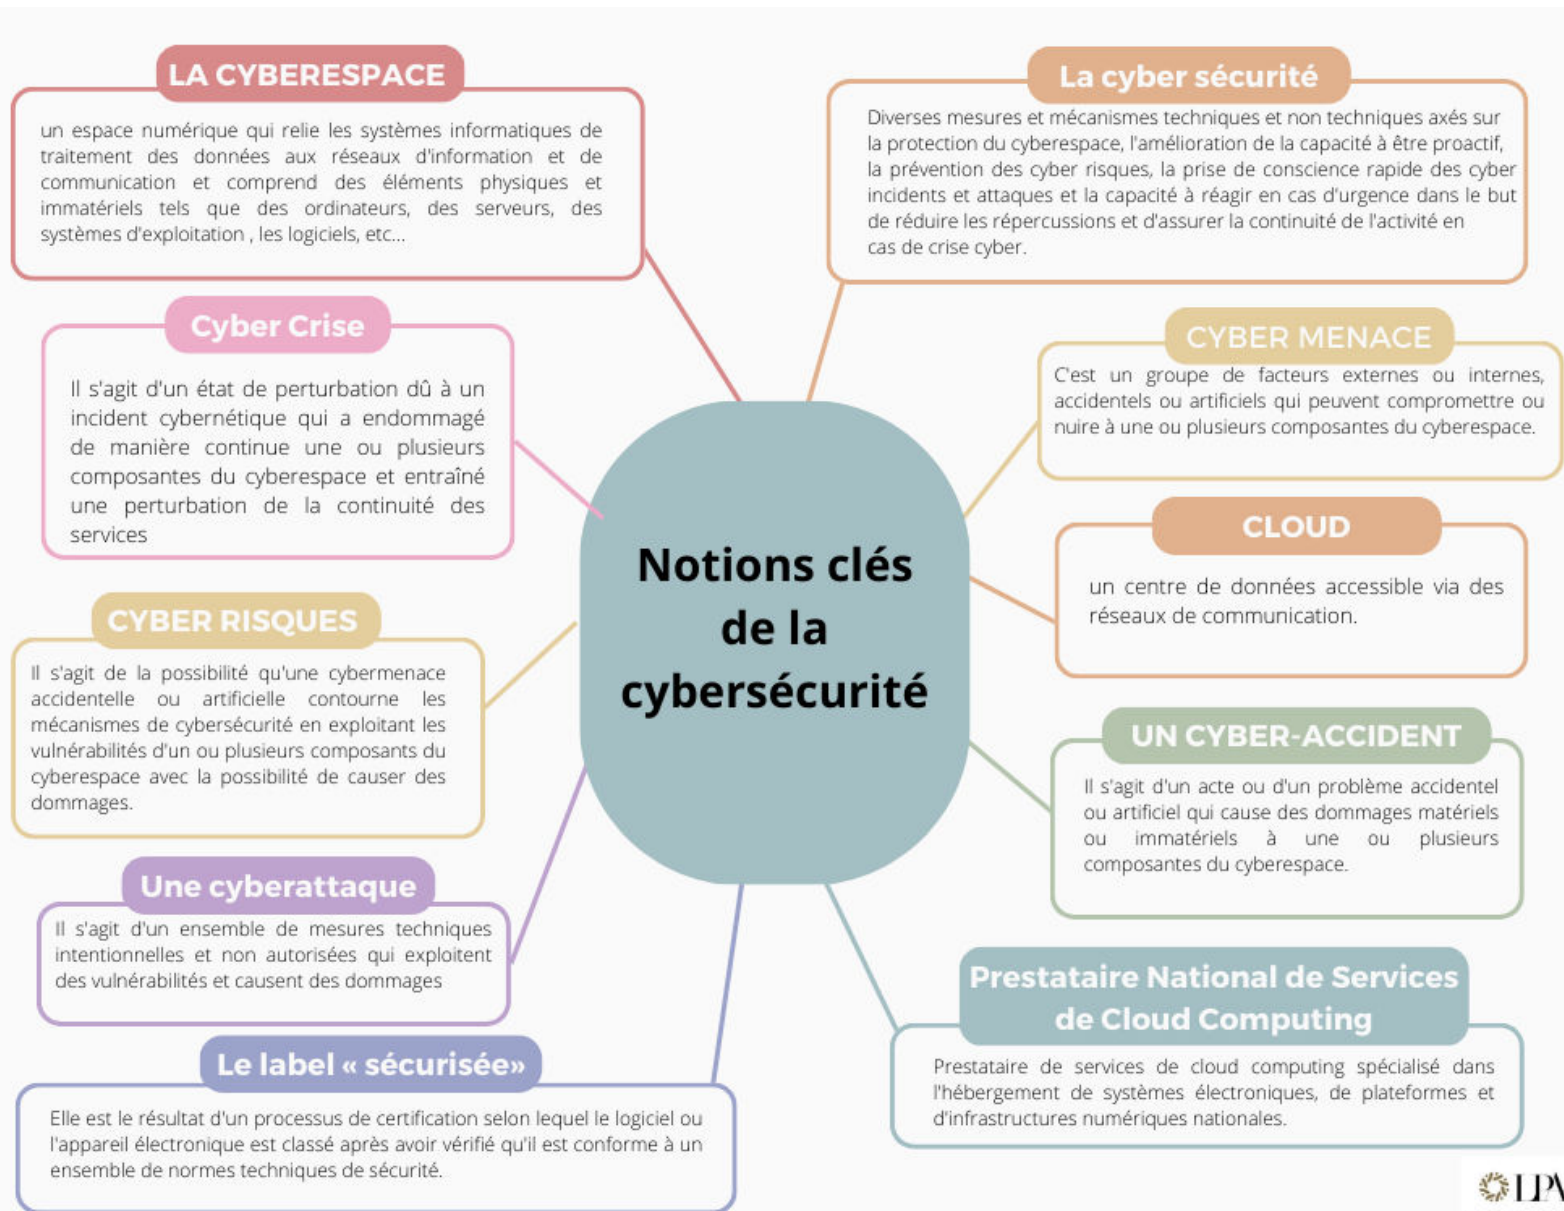 LA CYBERESPACE
un espace numérique qui relie les systèmes informatiques de
traitement des données aux réseaux d'information et de
communication et comprend des éléments physiques et
immatériels tels que des ordinateurs, des serveurs, des
systèmes d'exploitation , les logiciels, etc...
La cyber sécurité
Diverses mesures et mécanismes techniques et non techniques axés sur
la protection du cyberespace, l'amélioration de la capacité à être proactif,
la prévention des cyber risques, la prise de conscience rapide des cyber
incidents et attaques et la capacité à réagir en cas d'urgence dans le but
de réduire les répercussions et d'assurer la continuité de l'activité en
cas de crise cyber.
Cyber Crise
Il s'agit d'un état de perturbation dû à un
incident cybernétique qui a endommagé
de manière continue une ou plusieurs
composantes du cyberespace et entraîné
une perturbation de la continuité des
services
CYBER MENACE
C'est un groupe de facteurs externes ou internes,
accidentels ou artificiels qui peuvent compromettre ou
nuire à une ou plusieurs composantes du cyberespace.
CLOUD
un centre de données accessible via des
réseaux de communication.
Notions clés
de la
cybersécurité
CYBER RISQUES
Il s'agit de la possibilité qu'une cybermenace
accidentelle ou artificielle contourne les
mécanismes de cybersécurité en exploitant les
vulnérabilités d'un ou plusieurs composants du
cyberespace avec la possibilité de causer des
dommages.
UN CYBER-ACCIDENT
Il s'agit d'un acte ou d'un problème accidentel
ou artificiel qui cause des dommages matériels
ou immatériels à une ou plusieurs
composantes du cyberespace.
Une cyberattaque
Il s'agit d'un ensemble de mesures techniques
intentionnelles et non autorisées qui exploitent
des vulnérabilités et causent des dommages
Prestataire National de Services
de Cloud Computing
Prestataire de services de cloud computing spécialisé dans
l'hébergement de systèmes électroniques, de plateformes et
d'infrastructures numériques nationales.
Le label « sécurisée»
Elle est le résultat d'un processus de certification selon lequel le logiciel ou
l'appareil électronique est classé après avoir vérifié qu'il est conforme à un
ensemble de normes techniques de sécurité.